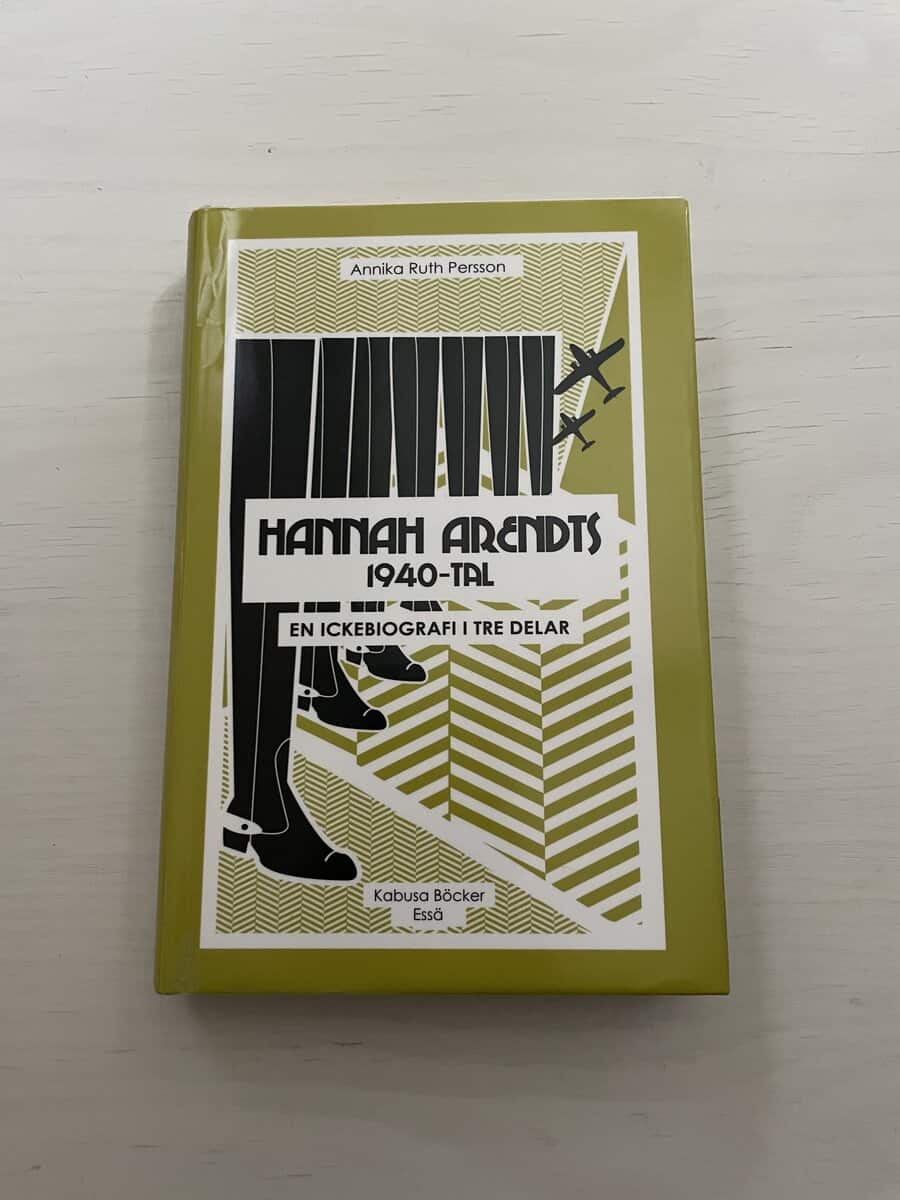 Annika Ruth Persson
HANNAH ARENDTS
1940-TAL
EN ICKEBIOGRAFI I TRE DELAR
Kabusa Böcker
Essä